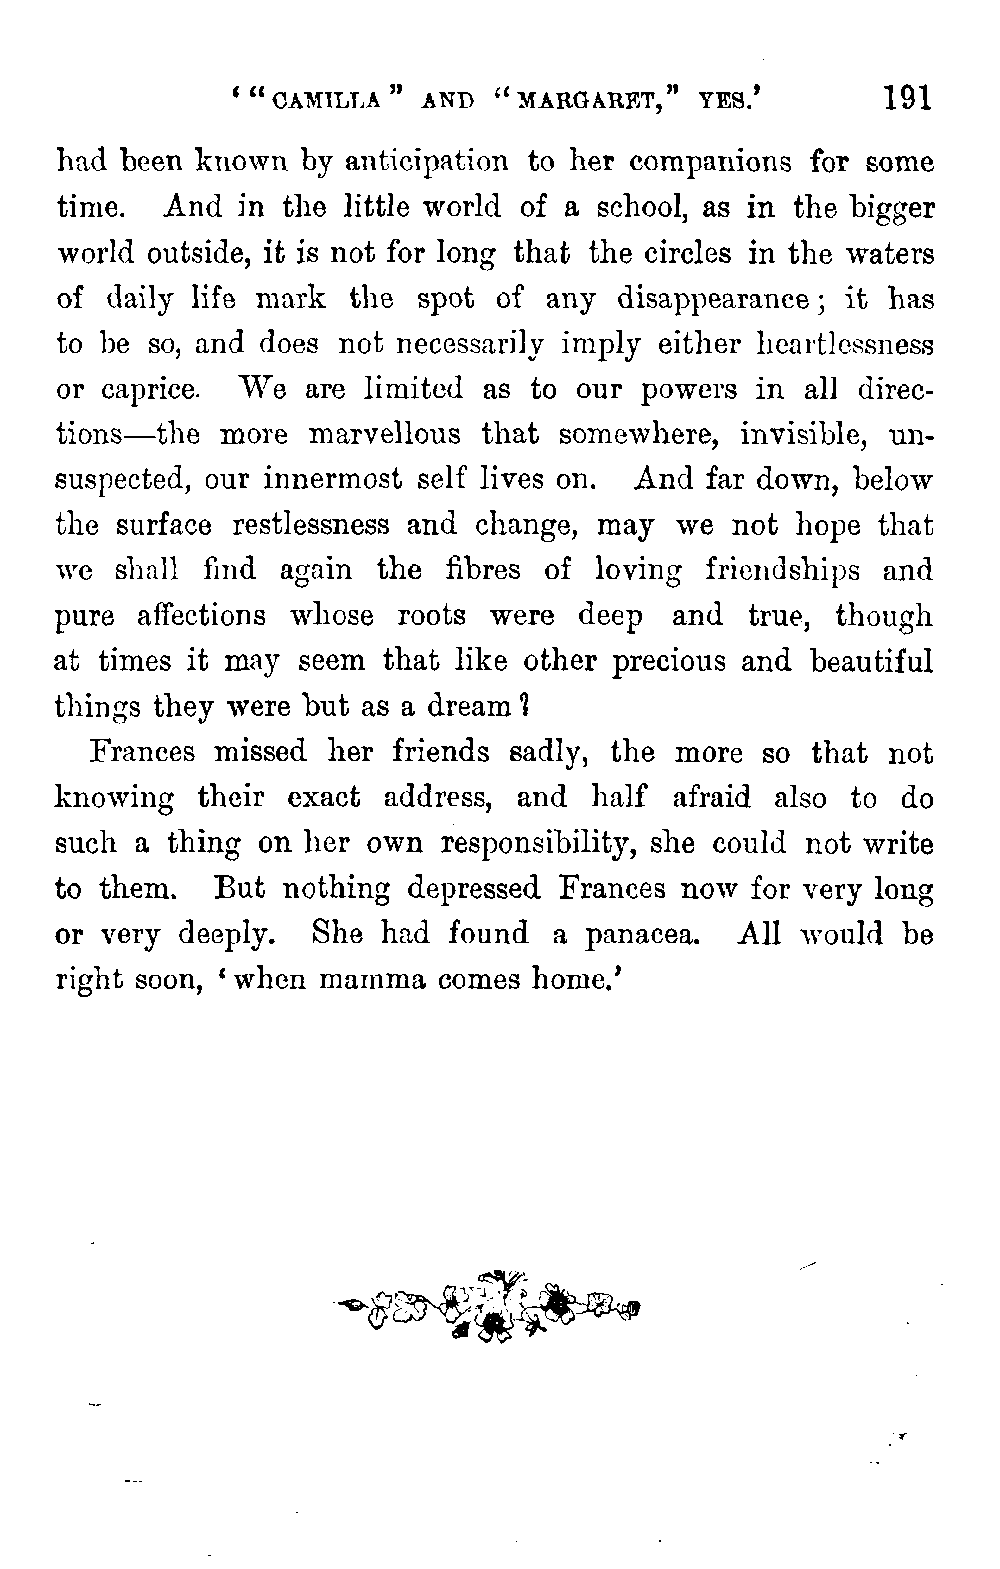 ‘ “ CAMILLA ” AND “ MARGARET,” YES.’ 191
had been known by anticipation to her companions for some
time. And in the little world of a school, as in the bigger
world outside, it is not for long that the circles in the waters
of daily life mark the spot of any disappearance ; it has
to be so, and does not necessarily imply either heartlessness
or caprice. We are limited as to our powers in all direc-
tions—the more marvellous that somewhere, invisible, un-
suspected, our innermost self lives on. And far down, below
the surface restlessness and change, may we not hope that
we shall find again the fibres of loving friendships and
pure affections whose roots were deep and true, though
at times it may seem that like other precious and beautiful
things they were but as a dream ?
Frances missed her friends sadly, the more so that not
knowing their exact address, and half afraid also to do
such a thing on her own responsibility, she could not write
to them. But nothing depressed Frances now for very long
or very deeply. She had found a panacea. All would be
right soon, ‘ when mamma comes home.’